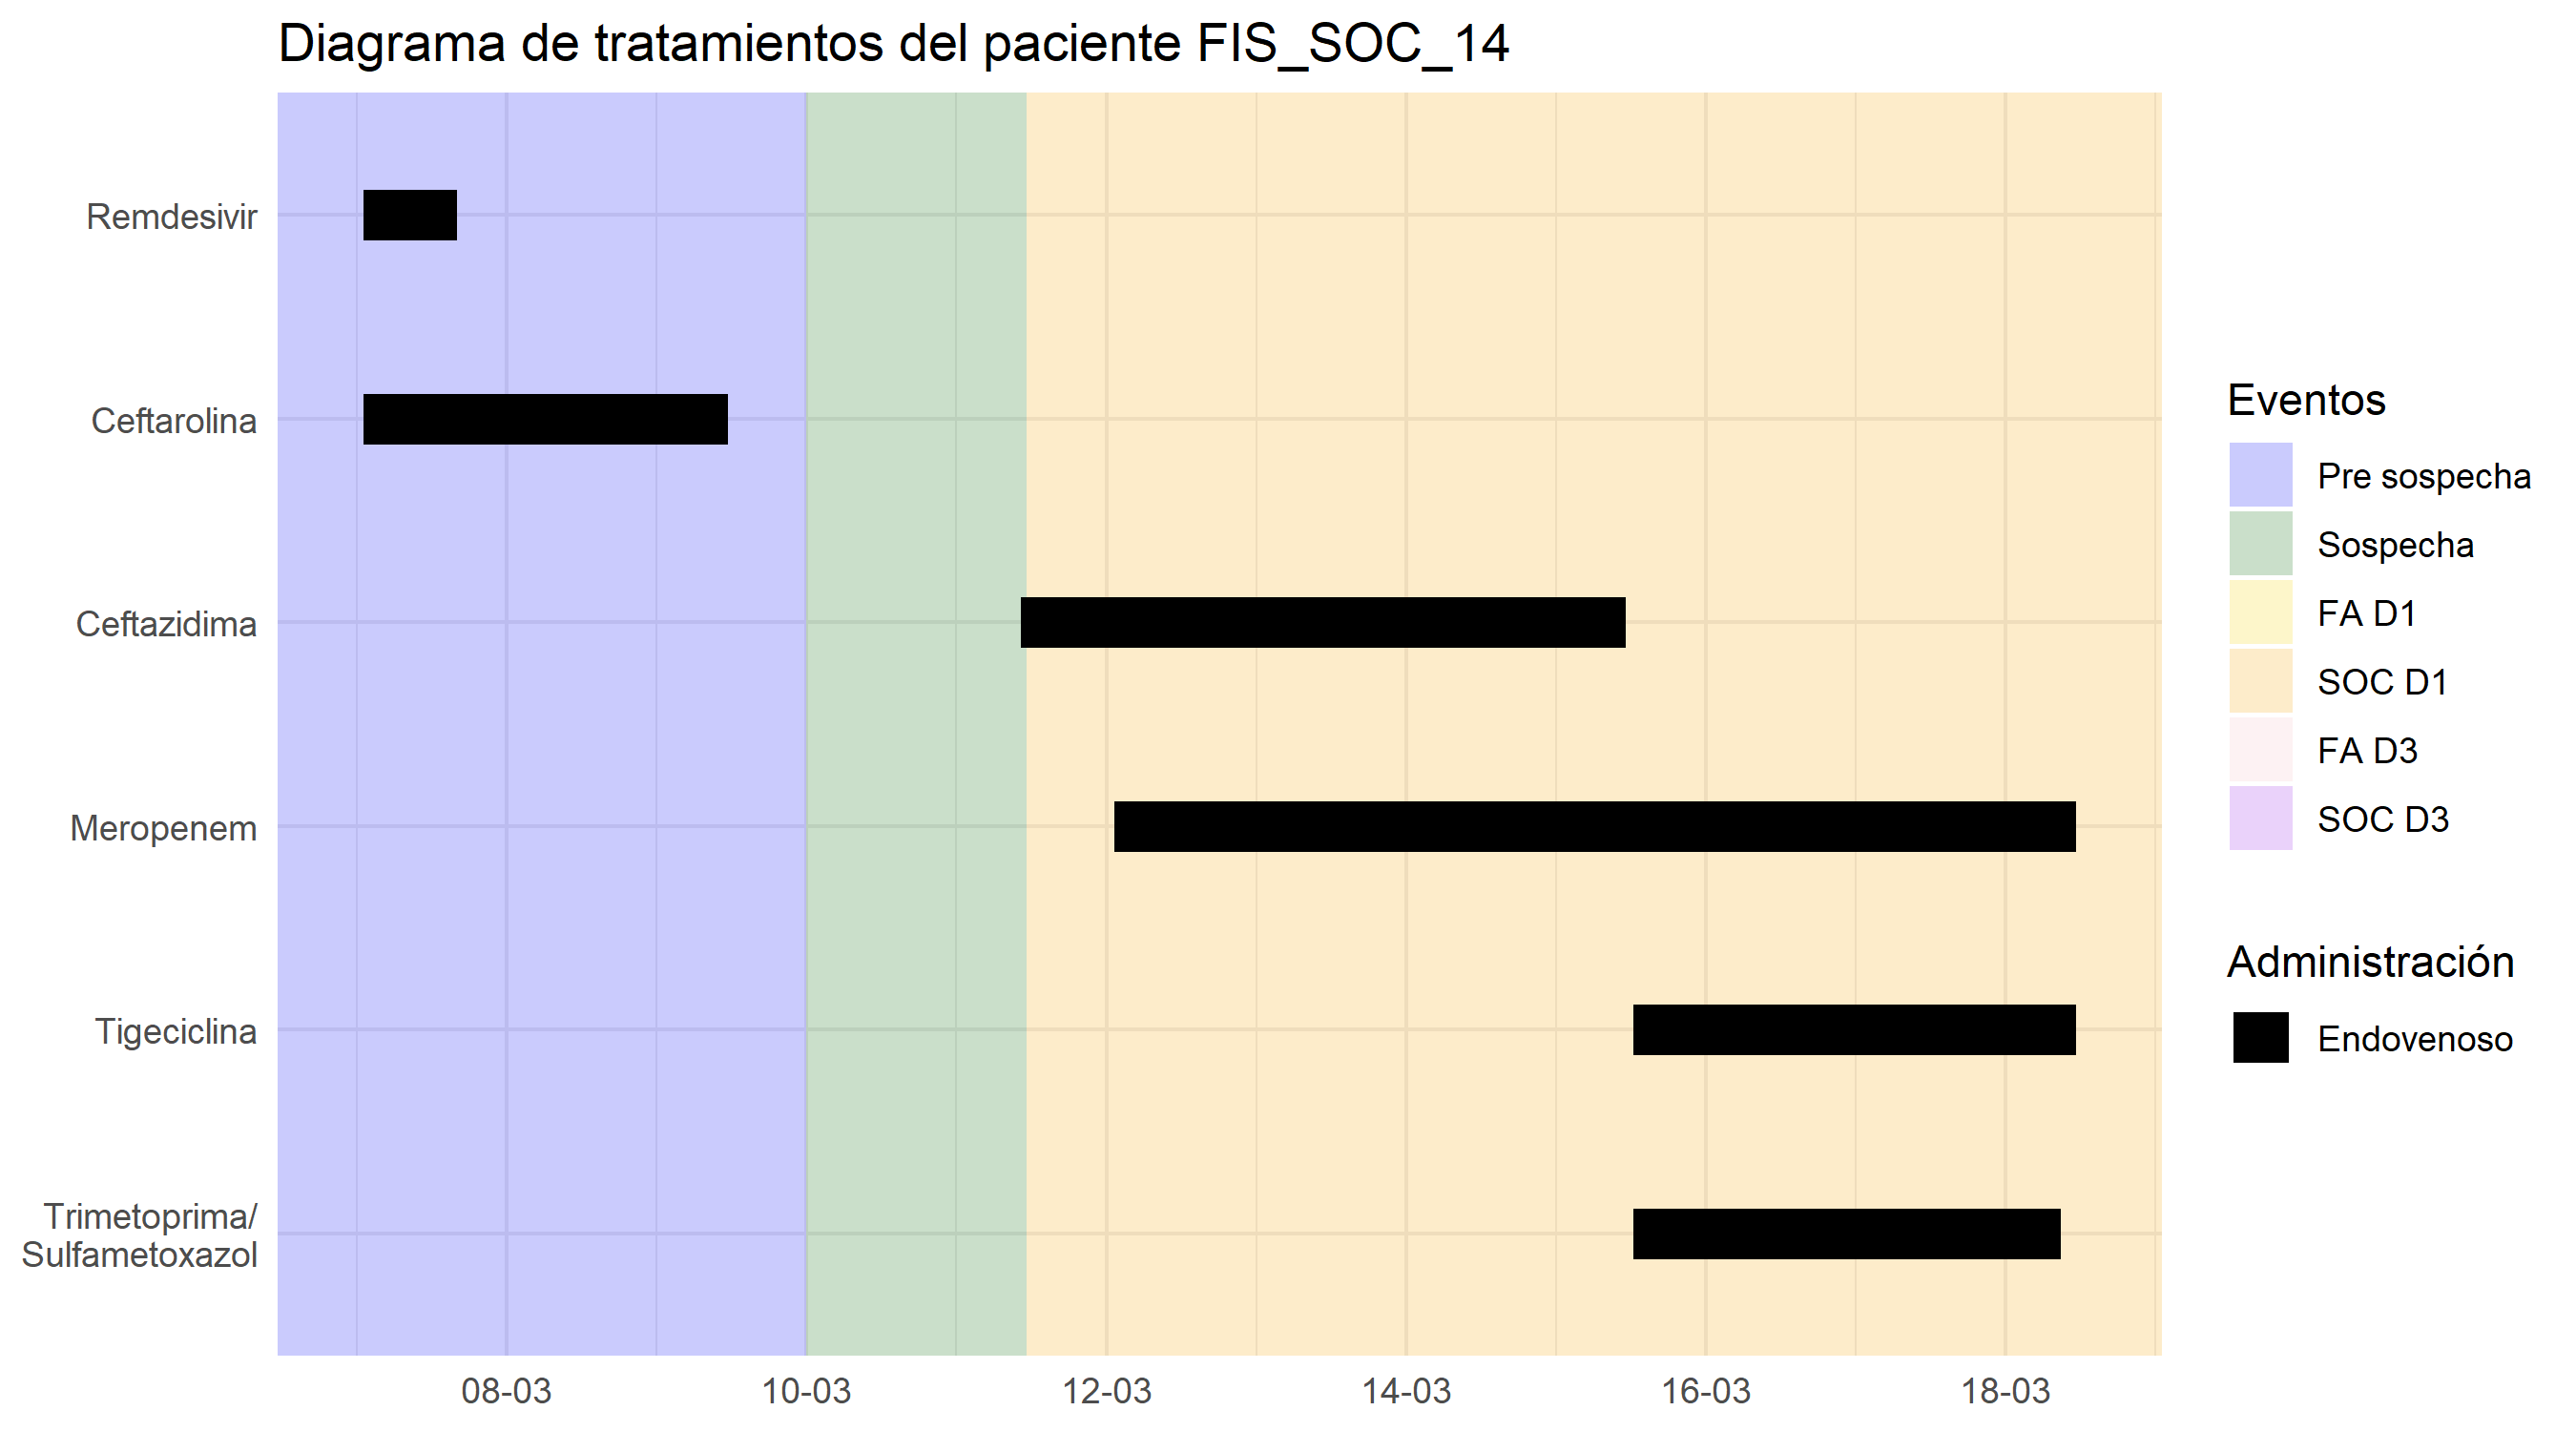 Diagrama de tratamientos del paciente FIS_SOC_14
Remdesivir
Ceftarolina
Ceftazidima
Meropenem
Tigeciclina
Trimetoprima/
Sulfametoxazol
08-03
10-03
12-03
14-03
16-03
18-03
Eventos
Pre sospecha
Sospecha
FA D1
SOC D1
FA D3
SOC D3
Administración
Endovenoso